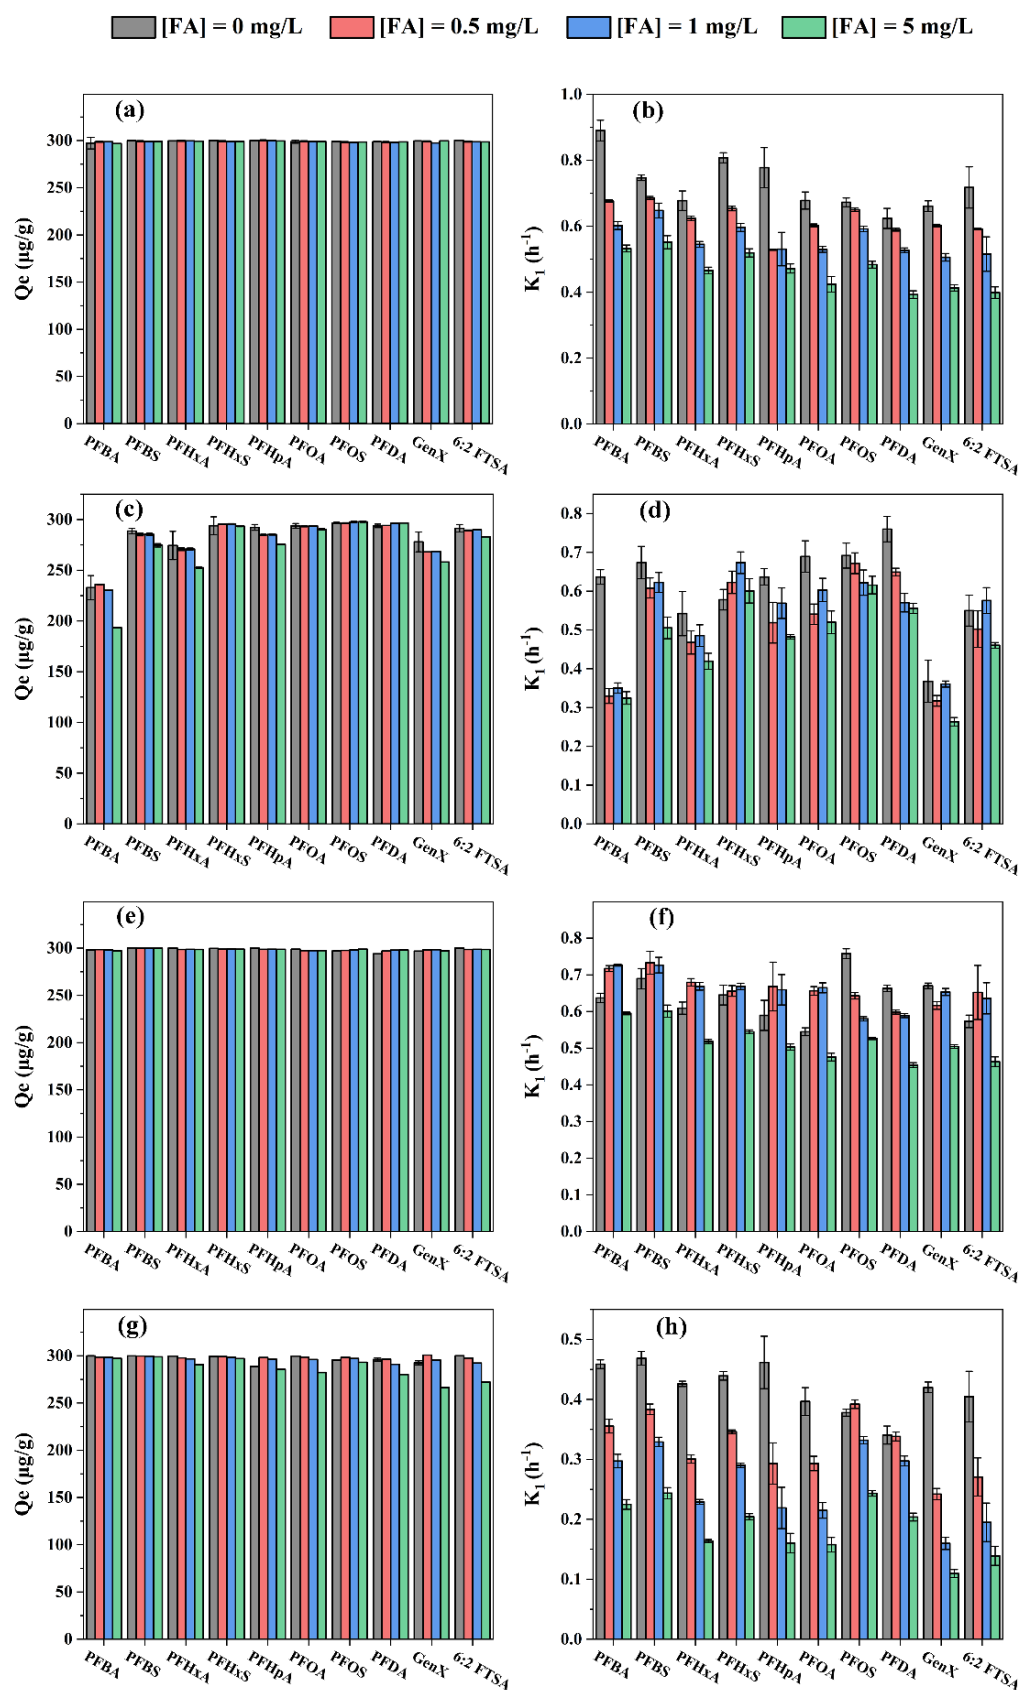 [FA] = 0 mg/L [FA] = 0.5 mg/L [FA] = 1 mg/L [FA] = 5 mg/L
(a)
Qe (μg/g)
300
250
200
150
100
50
0
PFBA PFBS PFHxA PFHxS PFHpA PFOA PFOS PFDA GenX 6:2 FTSA
(b)
K₁ (h⁻¹)
1.0
0.8
0.6
0.4
0.2
0.0
PFBA PFBS PFHxA PFHxS PFHpA PFOA PFOS PFDA GenX 6:2 FTSA
(c)
Qe (μg/g)
300
250
200
150
100
50
0
PFBA PFBS PFHxA PFHxS PFHpA PFOA PFOS PFDA GenX 6:2 FTSA
(d)
K₁ (h⁻¹)
0.8
0.7
0.6
0.5
0.4
0.3
0.2
0.1
0.0
PFBA PFBS PFHxA PFHxS PFHpA PFOA PFOS PFDA GenX 6:2 FTSA
(e)
Qe (μg/g)
300
250
200
150
100
50
0
PFBA PFBS PFHxA PFHxS PFHpA PFOA PFOS PFDA GenX 6:2 FTSA
(f)
K₁ (h⁻¹)
0.8
0.7
0.6
0.5
0.4
0.3
0.2
0.1
0.0
PFBA PFBS PFHxA PFHxS PFHpA PFOA PFOS PFDA GenX 6:2 FTSA
(g)
Qe (μg/g)
300
250
200
150
100
50
0
PFBA PFBS PFHxA PFHxS PFHpA PFOA PFOS PFDA GenX 6:2 FTSA
(h)
K₁ (h⁻¹)
0.5
0.4
0.3
0.2
0.1
0.0
PFBA PFBS PFHxA PFHxS PFHpA PFOA PFOS PFDA GenX 6:2 FTSA